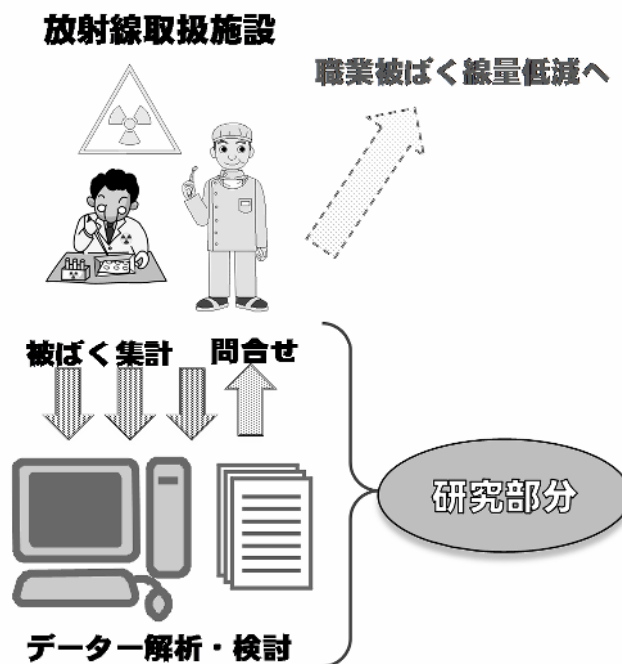 放射線取扱施設
職業被ばく線量低減へ
被ばく集計
問合せ
研究部分
データー解析・検討